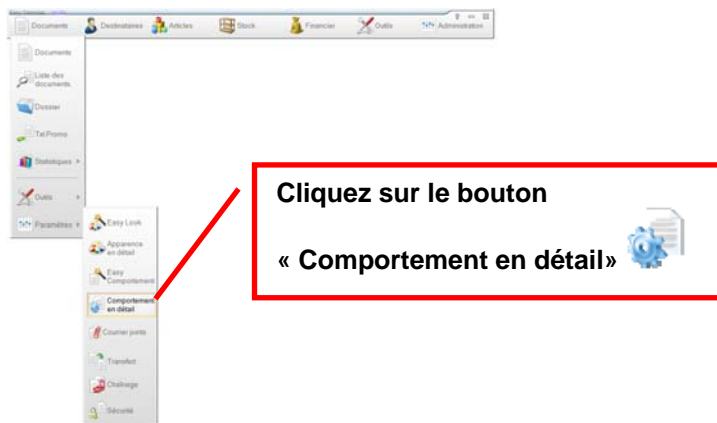 Documents Destinataires Articles Stock Financier Outils Administration
Documents
Liste des
documents
Dossier
Tel Promo
Statistiques
Outils
Paramètres
Easy Look
Apparence
en détail
Easy
Comportement
Comportement
en détail
Courrier joints
Transfert
Chaînage
Sécurité
Cliquez sur le bouton
« Comportement en détail»